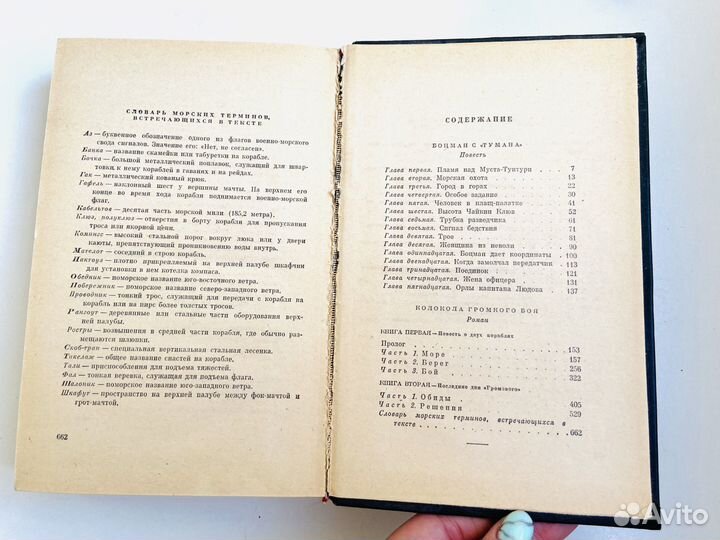 СЛОВАРЬ МОРСКИХ ТЕРМИНОВ,
ВСТРЕЧАЮЩИХСЯ В ТЕКСТЕ
Аз — буквенное обозначение одного из флагов военно-морского
свода сигналов. Значение его: «Нет, не согласен».
Банка — название скамейки или табуретки на корабле.
Бочка — большой металлический поплавок, служащий для швар-
товки к нему кораблей в гаванях и на рейдах.
Гак — металлический кованый крюк.
Гафель — наклонный шест у вершины мачты. На верхнем его
конце во время хода корабля поднимается военно-морской
флаг.
Кабельтов — десятая часть морской мили (185,2 метра).
Клюз, полуклюз — отверстия в борту корабля для пропускания
троса или якорной цепи.
Комингс — высокий стальной порог вокруг люка или у двери
каюты, препятствующий проникновению воды внутрь.
Мателот — соседний в строю корабль.
Нактоуз — плотно прикрепляемый на верхней палубе шкафчик
для установки в нем котелка компаса.
Обедник — поморское название юго-восточного ветра.
Побережник — поморское название северо-западного ветра.
Проводник — тонкий трос, служащий для передачи с корабля на
корабль или на пирс более толстых тросов.
Рангоут — деревянные или стальные части оборудования верх-
ней палубы.
Ростры — возвышения в средней части корабля, где обычно раз-
мещаются шлюпки.
Скоб-трап — специальная вертикальная стальная лесенка.
Такелаж — общее название снастей на корабле.
Тали — приспособления для подъема тяжестей.
Фал — тонкая веревка, служащая для подъема флага.
Шалоник — поморское название юго-западного ветра.
Шкафут — пространство на верхней палубе между фок-мачтой и
грот-мачтой.
662
СОДЕРЖАНИЕ
БОЦМАН С «ТУМАНА»
Повесть
Глава первая. Пламя над Муста-Тунтури . . 7
Глава вторая. Морская охота . . 13
Глава третья. Город в горах . . 22
Глава четвертая. Особое задание . . 30
Глава пятая. Человек в плащ-палатке . . 41
Глава шестая. Высота Чайкин Клюв . . 52
Глава седьмая. Трубка разведчика . . 64
Глава восьмая. Сигнал бедствия . . 71
Глава девятая. Трое . . 81
Глава десятая. Женщина из неволи . . 90
Глава одиннадцатая. Боцман дает координаты . . 100
Глава двенадцатая. Когда замолчал передатчик . . 113
Глава тринадцатая. Поединок . . 121
Глава четырнадцатая. Жена офицера . . 131
Глава пятнадцатая. Орлы капитана Людова . . 137
КОЛОКОЛА ГРОМКОГО БОЯ
Роман
КНИГА ПЕРВАЯ — Повесть о двух кораблях
Пролог . . 153
Часть 1. Море . . 157
Часть 2. Берег . . 256
Часть 3. Бой . . 322
КНИГА ВТОРАЯ — Последние дни «Громового»
Часть 1. Обиды . . 405
Часть 2. Решения . . 529
Словарь морских терминов, встречающихся в
тексте . . 662
Avito